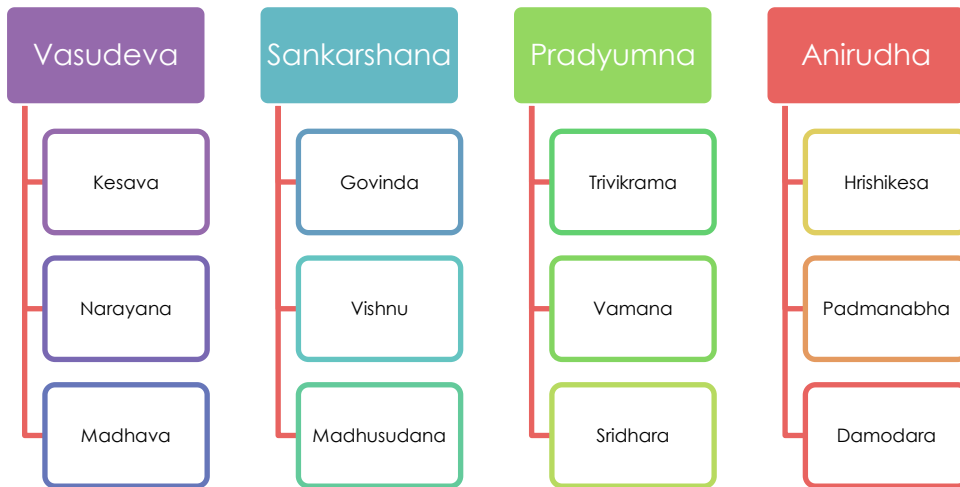 Vasudeva
Kesava
Narayana
Madhava
Sankarshana
Govinda
Vishnu
Madhusudana
Pradyumna
Trivikrama
Vamana
Sridhara
Anirudha
Hrishikesa
Padmanabha
Damodara